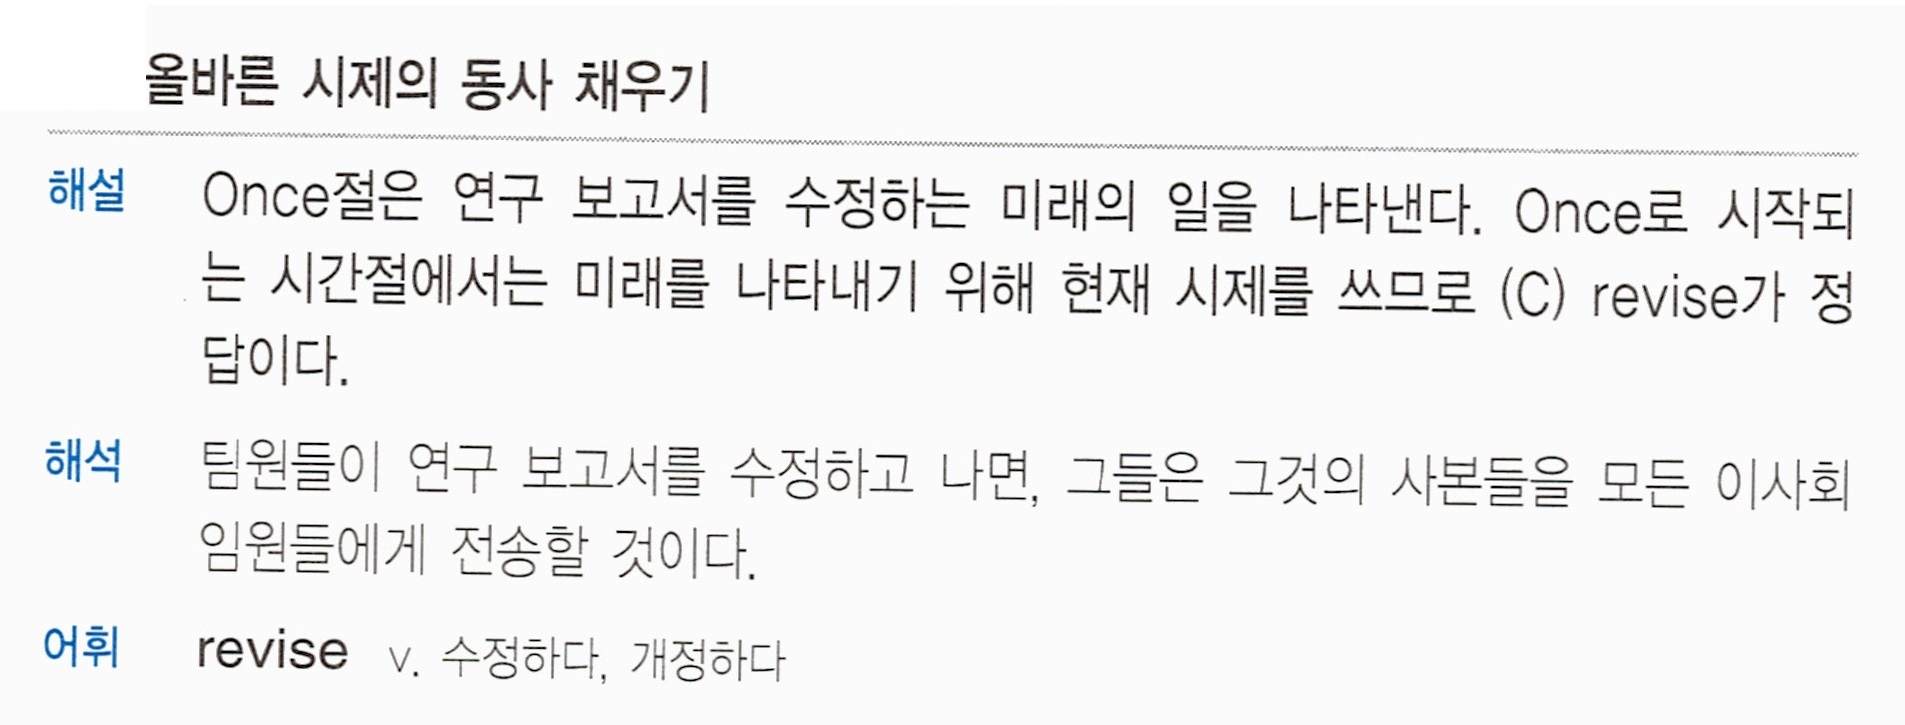 올바른 시제의 동사 채우기
해설 Once절은 연구 보고서를 수정하는 미래의 일을 나타낸다. Once로 시작되
는 시간절에서는 미래를 나타내기 위해 현재 시제를 쓰므로 (C) revise가 정
답이다.
해석 팀원들이 연구 보고서를 수정하고 나면, 그들은 그것의 사본들을 모든 이사회
임원들에게 전송할 것이다.
어휘 revise v. 수정하다, 개정하다